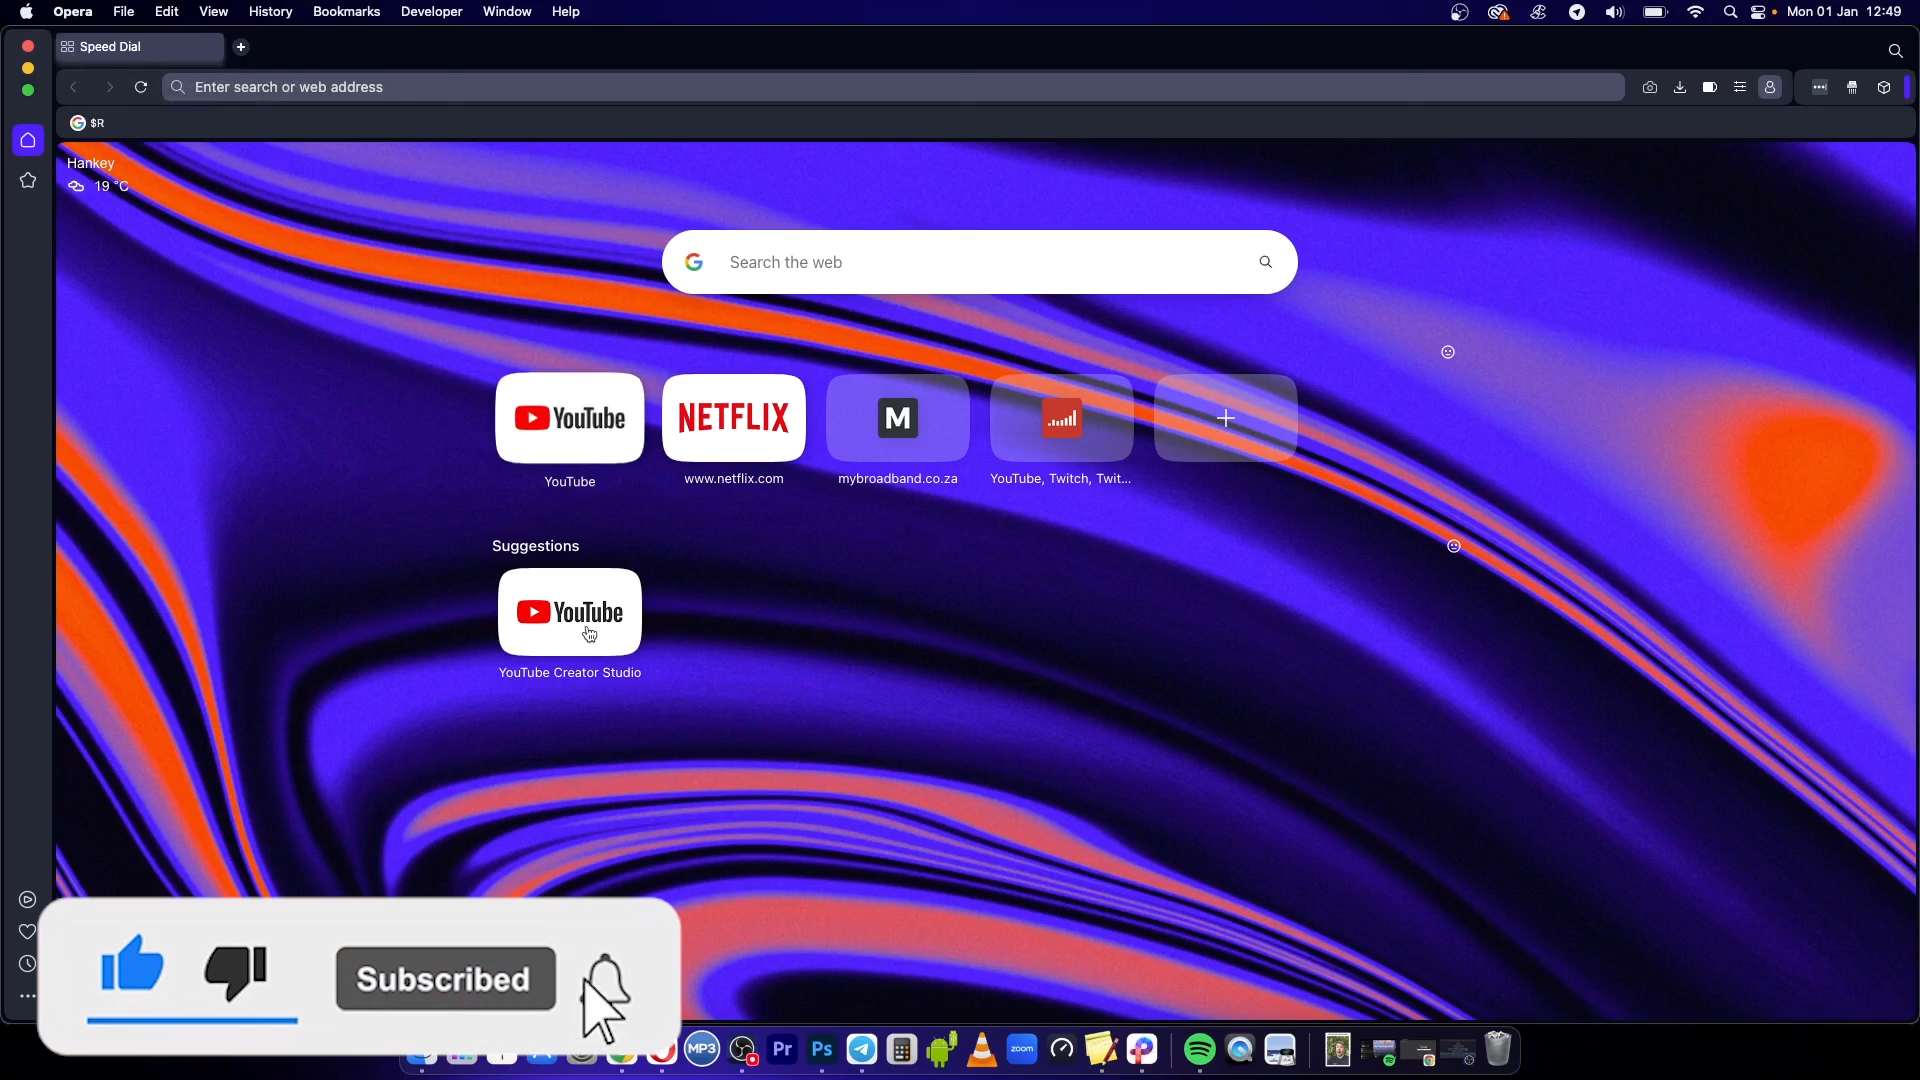 Opera File Edit View History Bookmarks Developer Window Help Mon 01 Jan 12:49
Speed Dial
Enter search or web address
$R
Hankey
19 °C
Search the web
YouTube NETFLIX M
YouTube www.netflix.com mybroadband.co.za YouTube, Twitch, Twit...
Suggestions
YouTube
YouTube Creator Studio
Subscribed
MP3 Pr Ps zoom